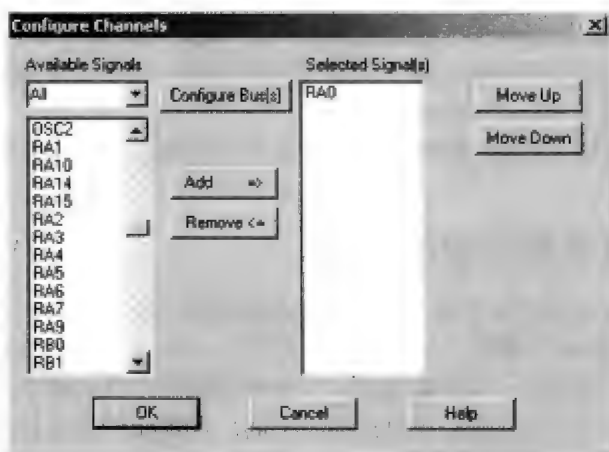 Configure Channels
Available Signals
All
Configure Bus(s)
OSC2
RA1
RA10
RA14
RA15
RA2
RA3
RA4
RA5
RA6
RA7
RA9
RB0
RB1
Add =>
Remove <=
Selected Signal(s)
RA0
Move Up
Move Down
OK
Cancel
Help